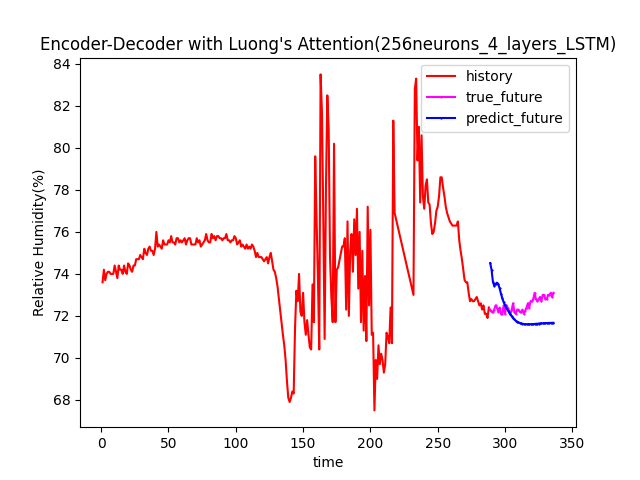 Encoder-Decoder with Luong's Attention(256neurons_4_layers_LSTM)
84
82
80
78
76
74
72
70
68
Relative Humidity(%)
history
true_future
predict_future
0 50 100 150 200 250 300 350
time